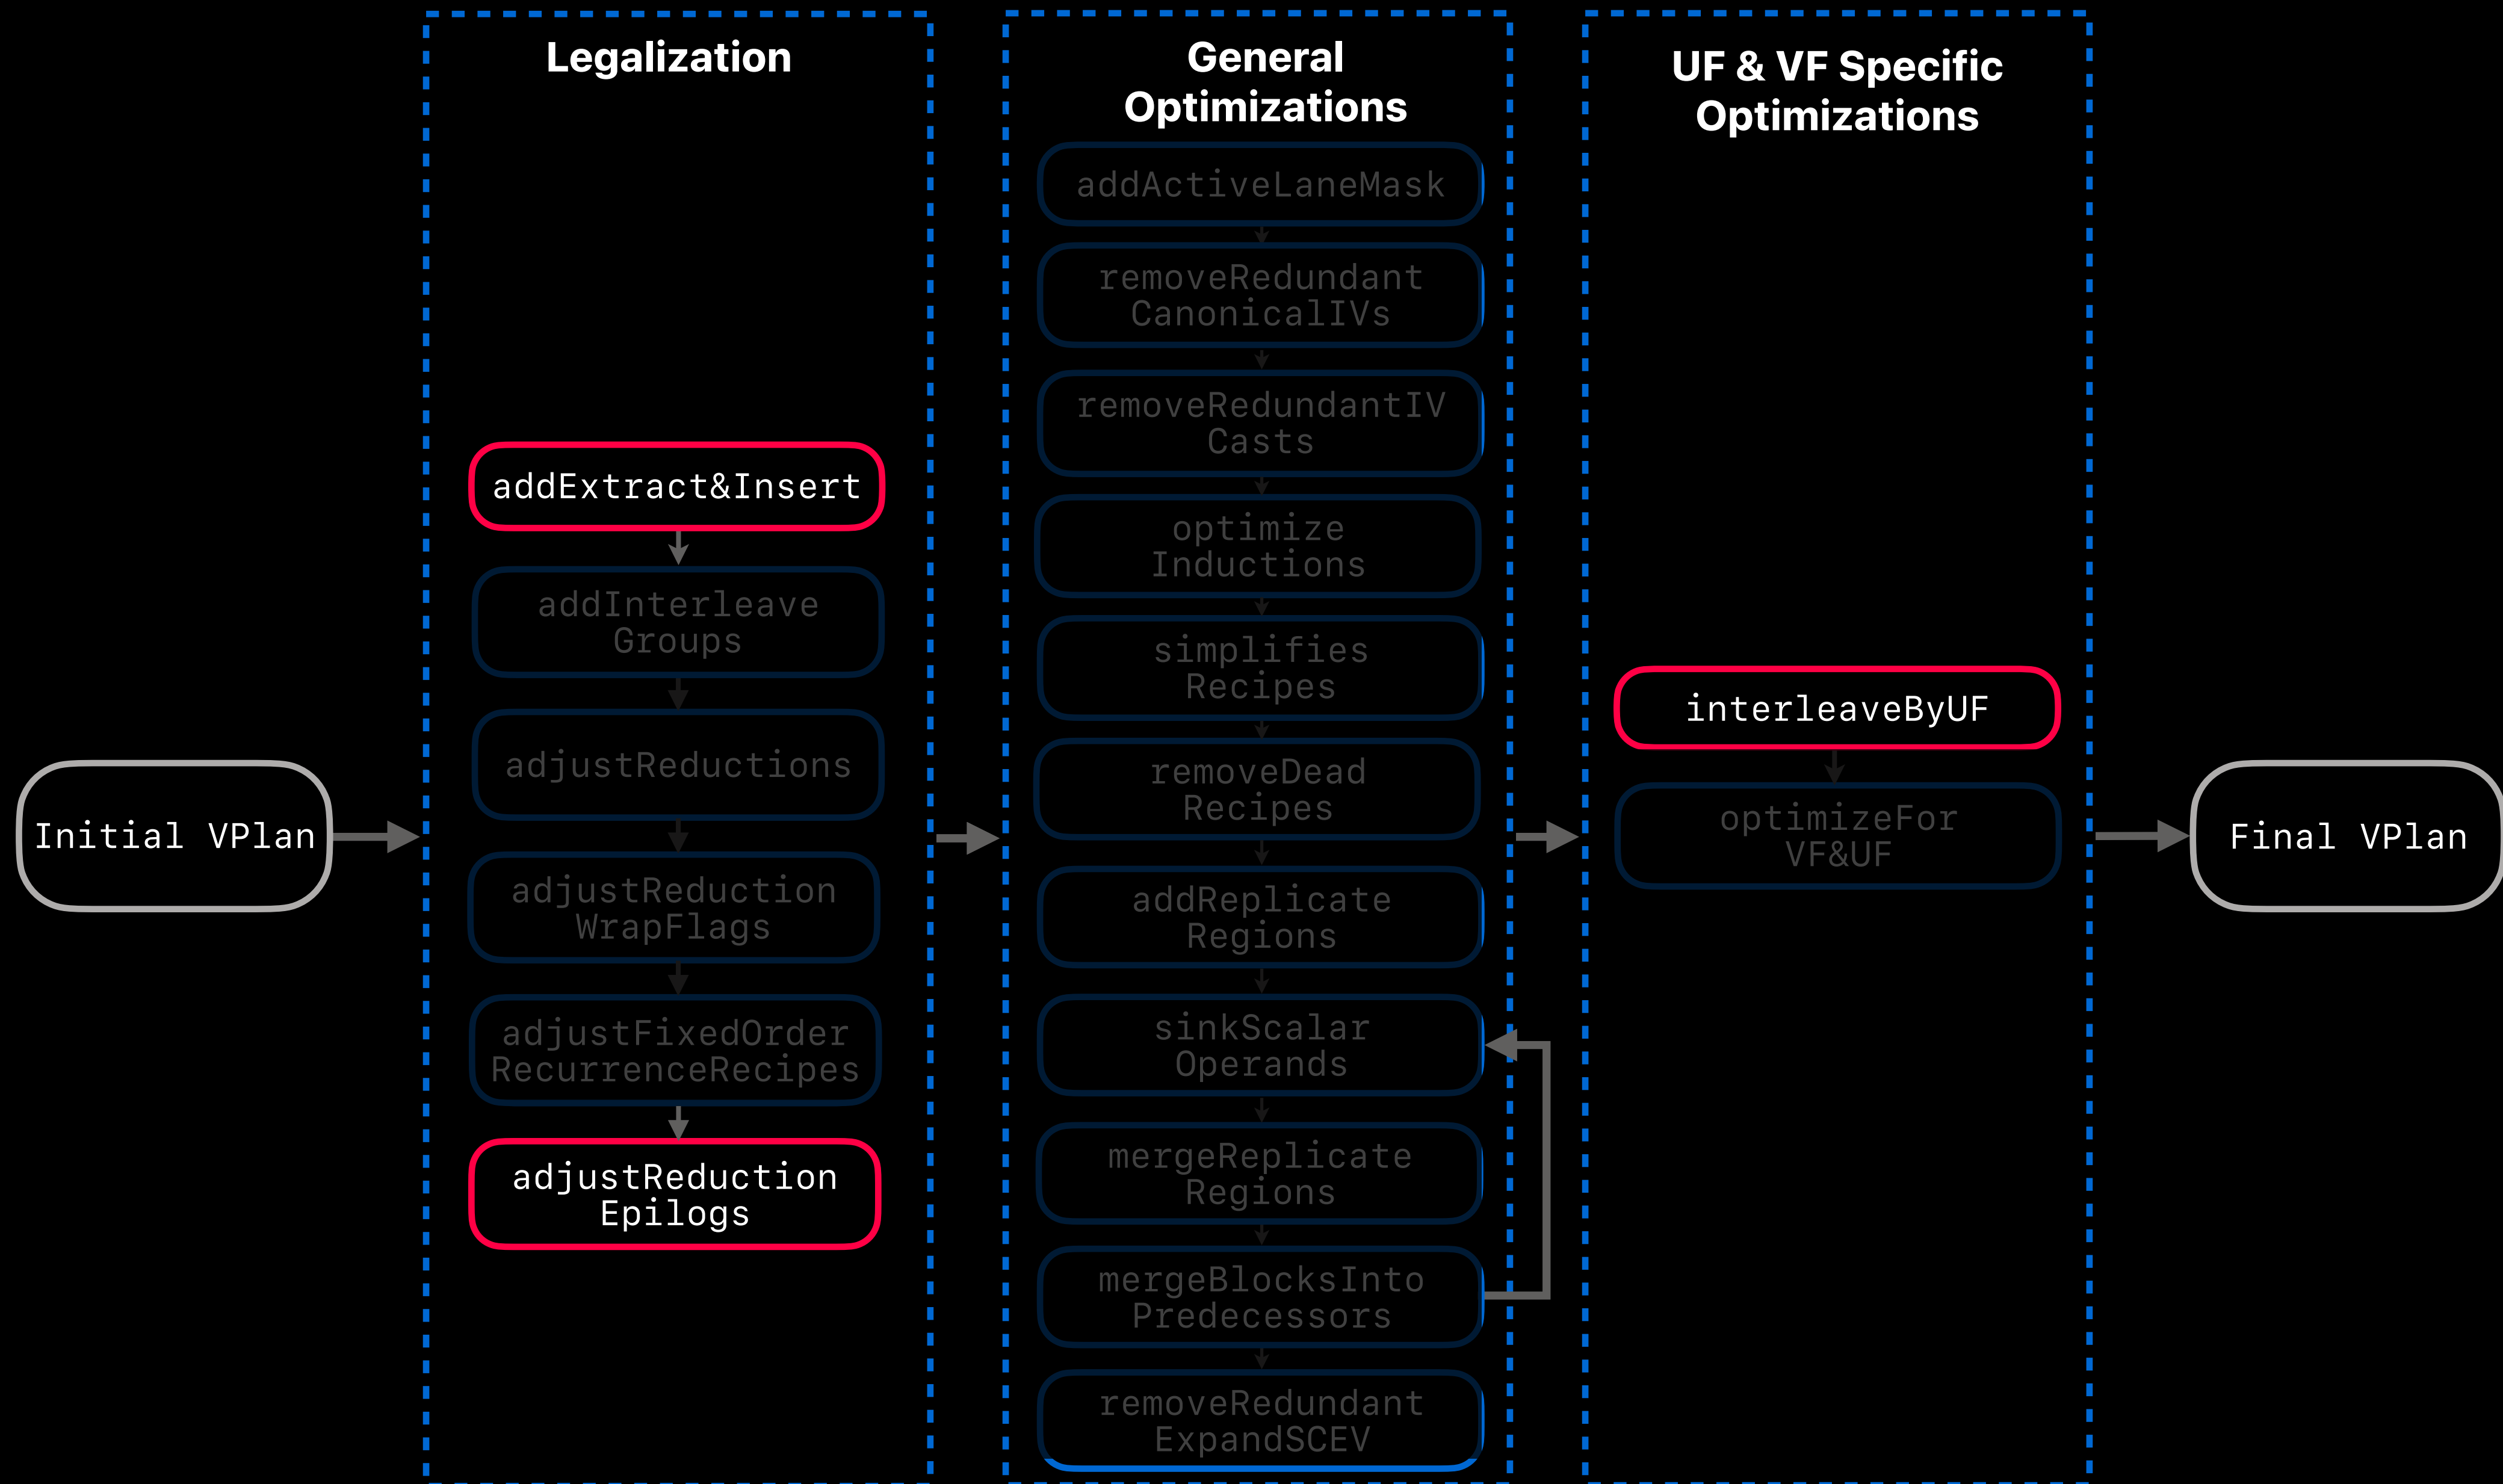 Initial VPlan
Legalization
addExtract&Insert
addInterleave
Groups
adjustReductions
adjustReduction
WrapFlags
adjustFixedOrder
RecurrenceRecipes
adjustReduction
Epilogs
General
Optimizations
addActiveLaneMask
removeRedundant
CanonicalIVs
removeRedundantIV
Casts
optimize
Inductions
simplifies
Recipes
removeDead
Recipes
addReplicate
Regions
sinkScalar
Operands
mergeReplicate
Regions
mergeBlocksInto
Predecessors
removeRedundant
ExpandSCEV
UF & VF Specific
Optimizations
interleaveByUF
optimizeFor
VF&UF
Final VPlan